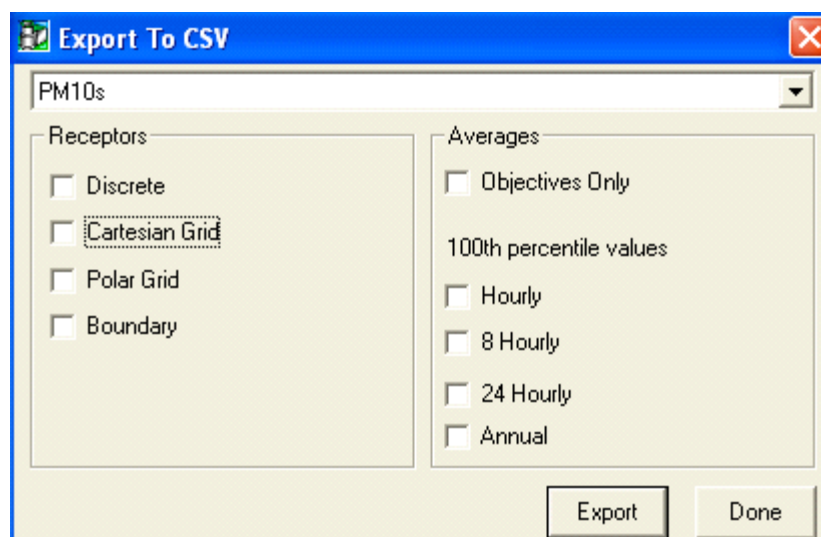 Export To CSV
PM10s
Receptors
Discrete
Cartesian Grid
Polar Grid
Boundary
Averages
Objectives Only
100th percentile values
Hourly
8 Hourly
24 Hourly
Annual
Export
Done